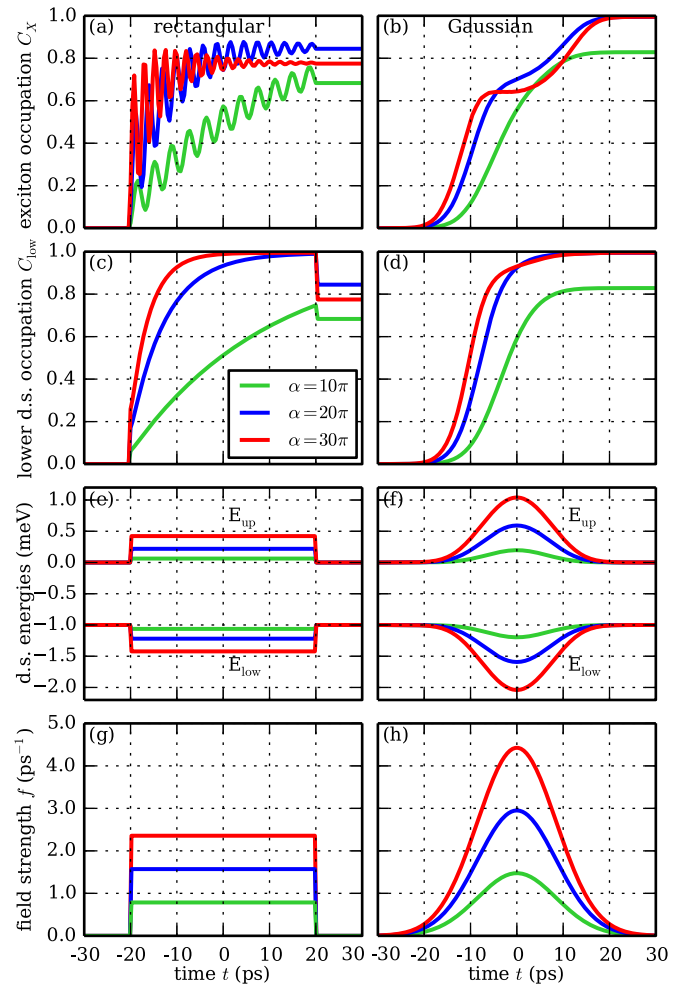 (a) rectangular
(b) Gaussian
exciton occupation C_X
1.0
0.8
0.6
0.4
0.2
0.0
(c)
(d)
lower d.s. occupation C_low
1.0
0.8
0.6
0.4
0.2
0.0
α=10π
α=20π
α=30π
(e)
E_up
(f)
E_up
d.s. energies (meV)
1.0
0.5
0.0
−0.5
−1.0
−1.5
−2.0
E_low
E_low
(g)
(h)
field strength f (ps⁻¹)
5.0
4.0
3.0
2.0
1.0
0.0
-30 -20 -10 0 10 20 30
-20 -10 0 10 20 30
time t (ps)
time t (ps)